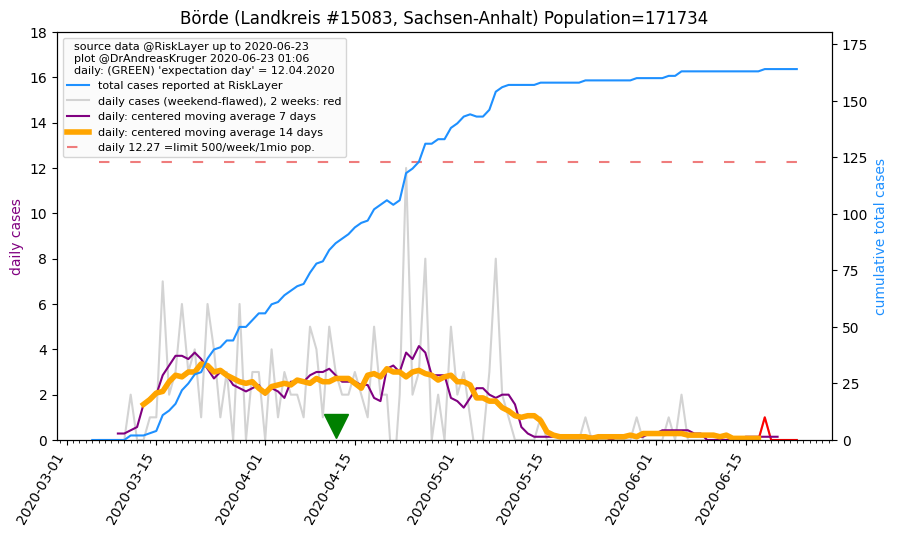 Börde (Landkreis #15083, Sachsen-Anhalt) Population=171734
source data @RiskLayer up to 2020-06-23
plot @DrAndreasKruger 2020-06-23 01:06
daily: (GREEN) 'expectation day' = 12.04.2020
total cases reported at RiskLayer
daily cases (weekend-flawed), 2 weeks: red
daily: centered moving average 7 days
daily: centered moving average 14 days
daily 12.27 =limit 500/week/1mio pop.
daily cases
18
16
14
12
10
8
6
4
2
0
cumulative total cases
175
150
125
100
75
50
25
0
2020-03-01
2020-03-15
2020-04-01
2020-04-15
2020-05-01
2020-05-15
2020-06-01
2020-06-15